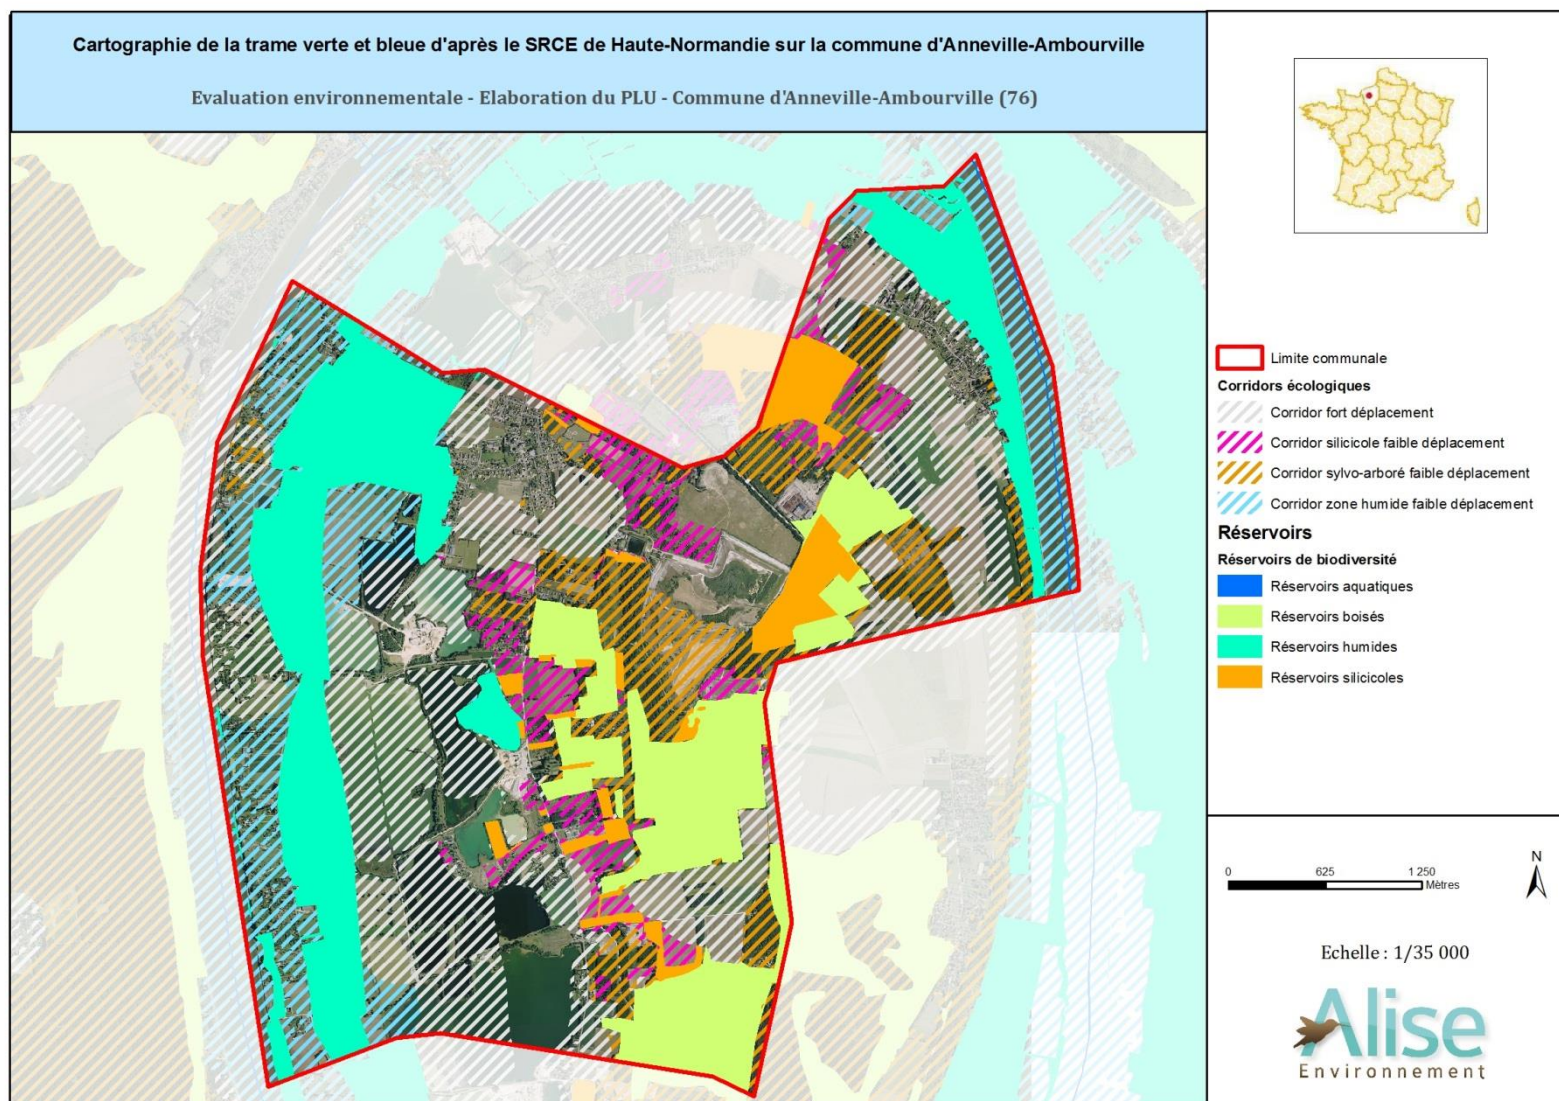 Cartographie de la trame verte et bleue d'après le SRCE de Haute-Normandie sur la commune d'Anneville-Ambourville
Evaluation environnementale - Elaboration du PLU - Commune d'Anneville-Ambourville (76)
Limite communale
Corridors écologiques
Corridor fort déplacement
Corridor silicicole faible déplacement
Corridor sylvo-arboré faible déplacement
Corridor zone humide faible déplacement
Réservoirs
Réservoirs de biodiversité
Réservoirs aquatiques
Réservoirs boisés
Réservoirs humides
Réservoirs silicicoles
0 625 1 250
Mètres
N
Echelle : 1/35 000
Alise
Environnement